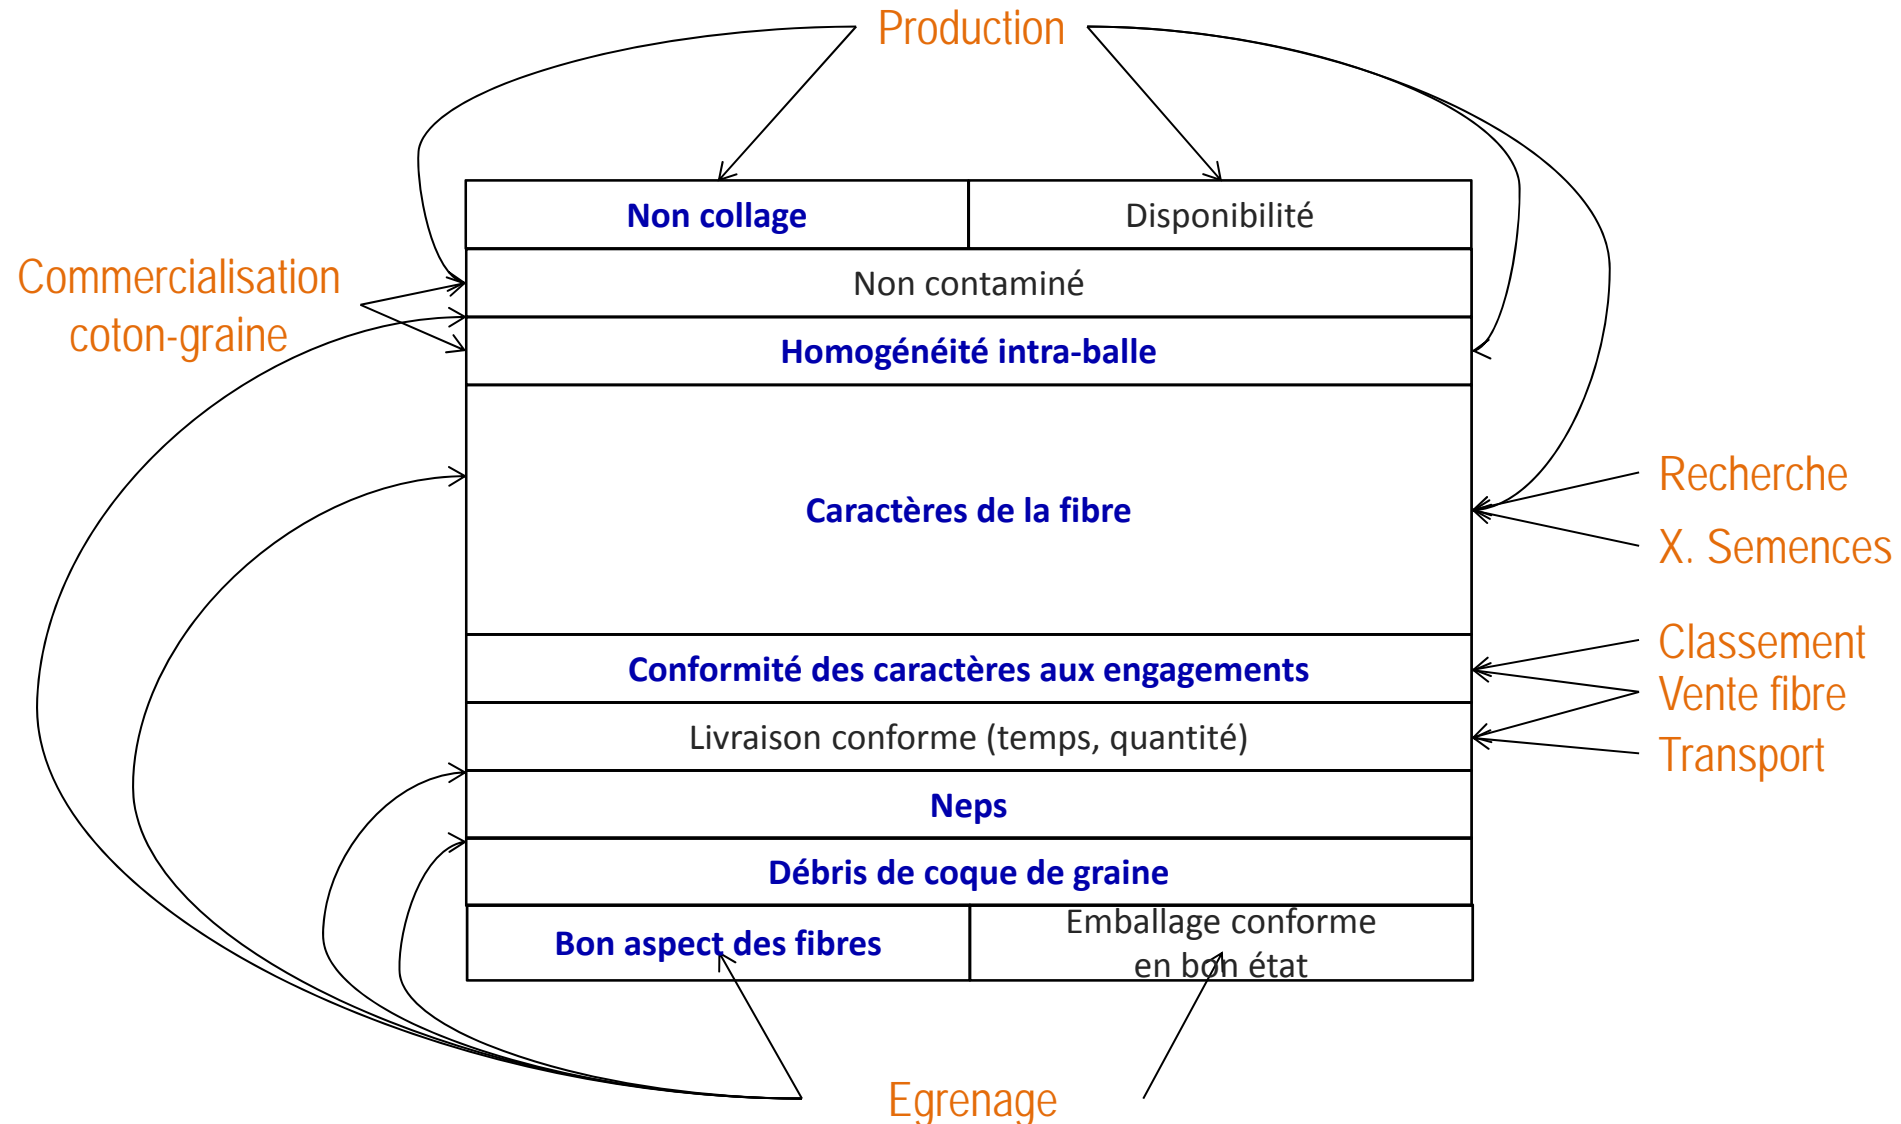 Production
Non collage
Disponibilité
Commercialisation
coton-graine
Non contaminé
Homogénéité intra-balle
Caractères de la fibre
Recherche
X. Semences
Conformité des caractères aux engagements
Classement
Vente fibre
Livraison conforme (temps, quantité)
Transport
Neps
Débris de coque de graine
Bon aspect des fibres
Emballage conforme
en bon état
Egrenage